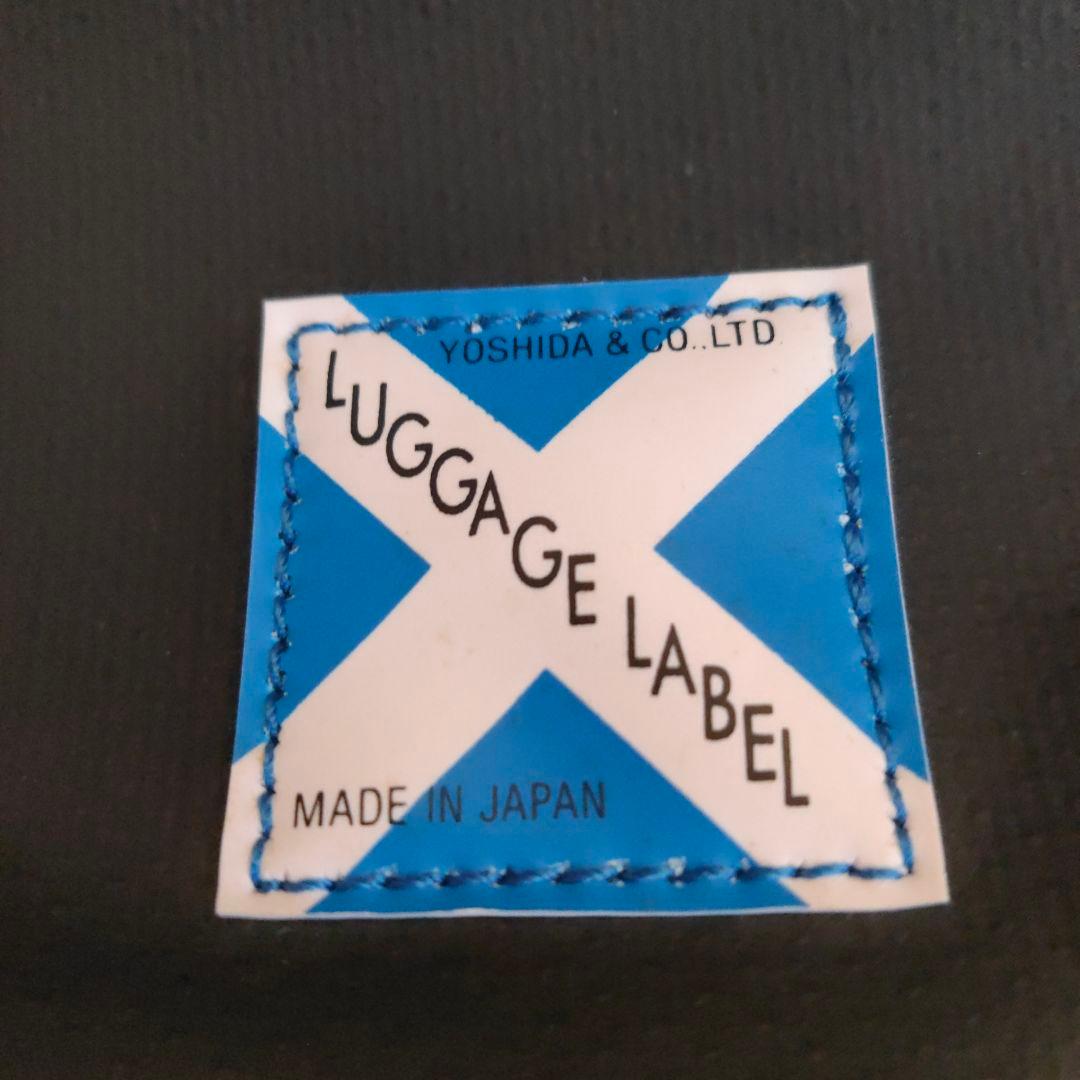 YOSHIDA & CO..LTD
LUGGAGE LABEL
MADE IN JAPAN